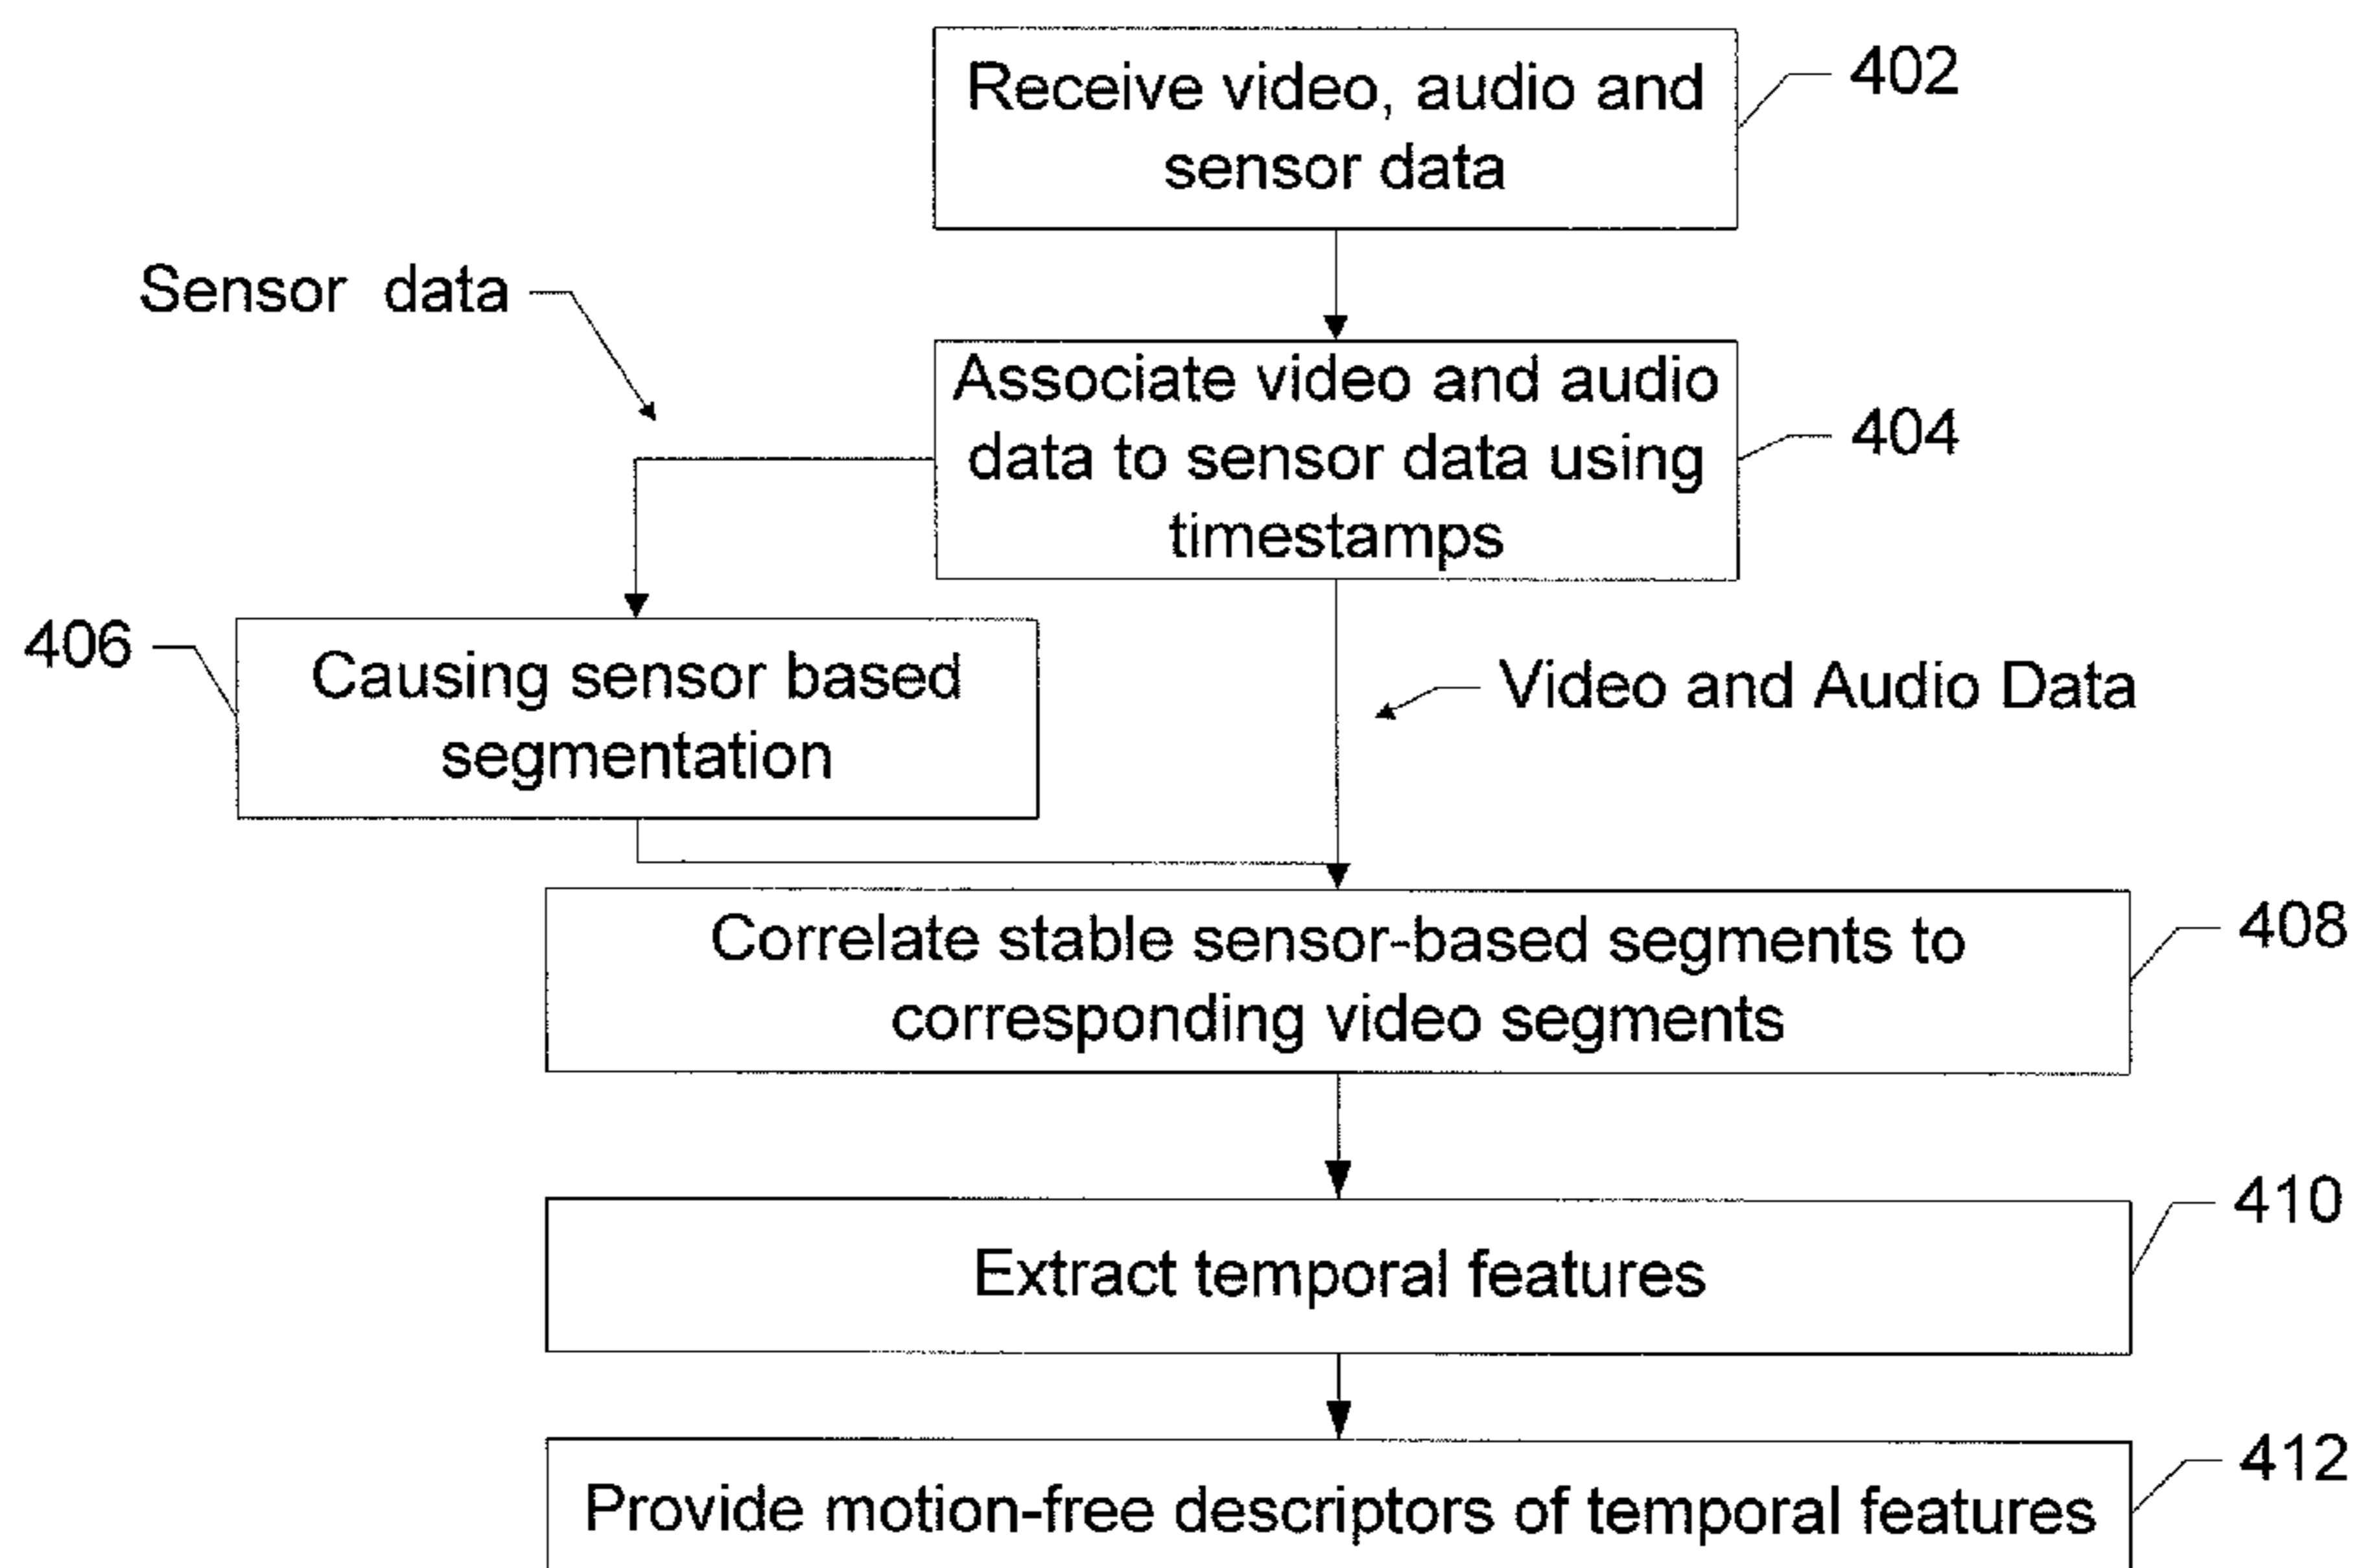 Receive video, audio and
sensor data
402
Sensor data
Associate video and audio
data to sensor data using
timestamps
404
406
Causing sensor based
segmentation
Video and Audio Data
Correlate stable sensor-based segments to
corresponding video segments
408
Extract temporal features
410
Provide motion-free descriptors of temporal features
412